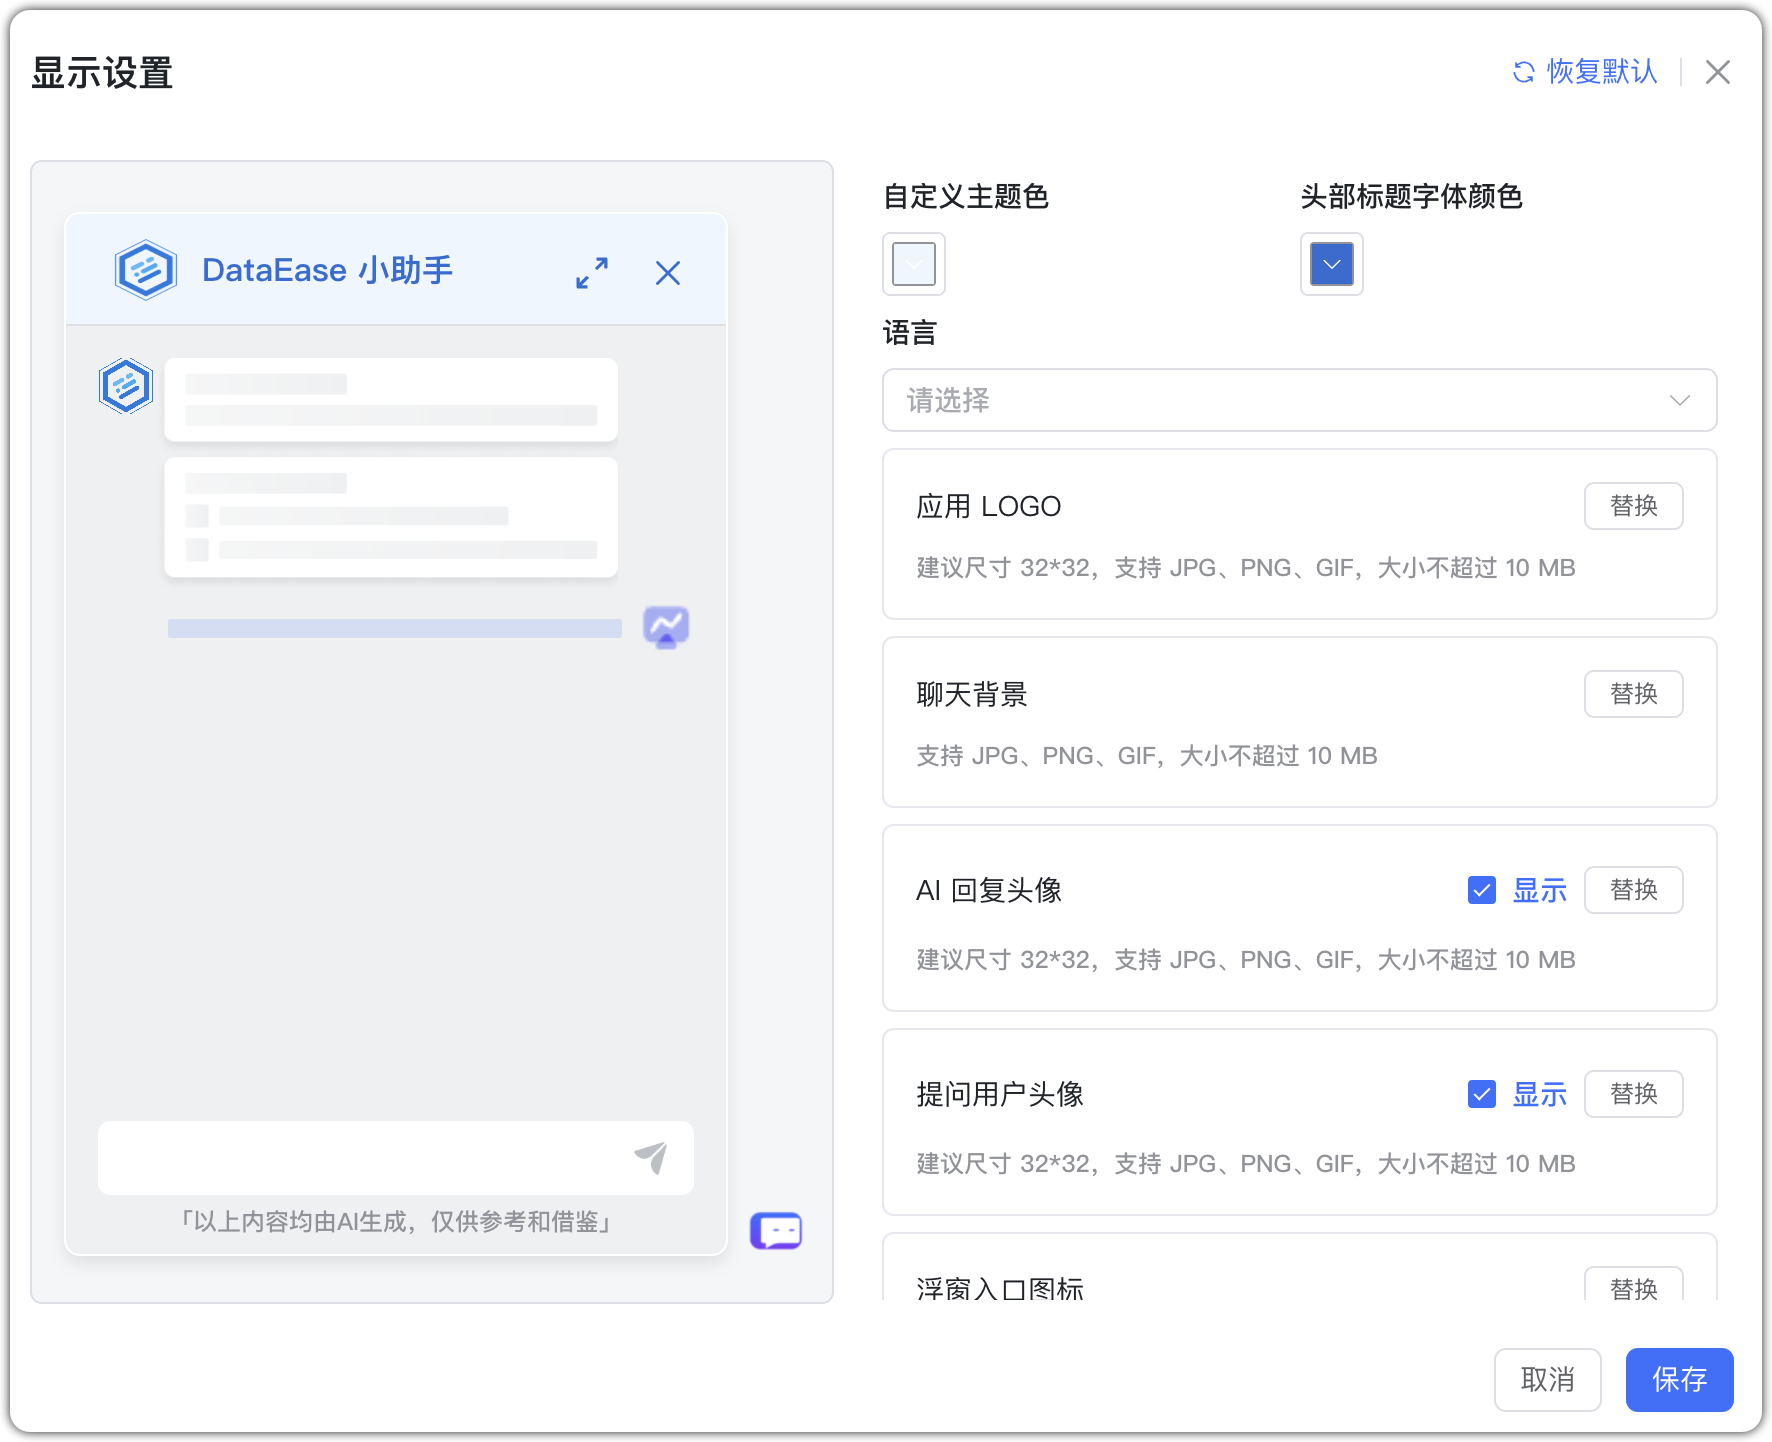 显示设置
恢复默认
DataEase 小助手
「以上内容均由AI生成，仅供参考和借鉴」
自定义主题色
头部标题字体颜色
语言
请选择
应用 LOGO
替换
建议尺寸 32*32，支持 JPG、PNG、GIF，大小不超过 10 MB
聊天背景
替换
支持 JPG、PNG、GIF，大小不超过 10 MB
AI 回复头像
显示
替换
建议尺寸 32*32，支持 JPG、PNG、GIF，大小不超过 10 MB
提问用户头像
显示
替换
建议尺寸 32*32，支持 JPG、PNG、GIF，大小不超过 10 MB
浮窗入口图标
替换
取消
保存